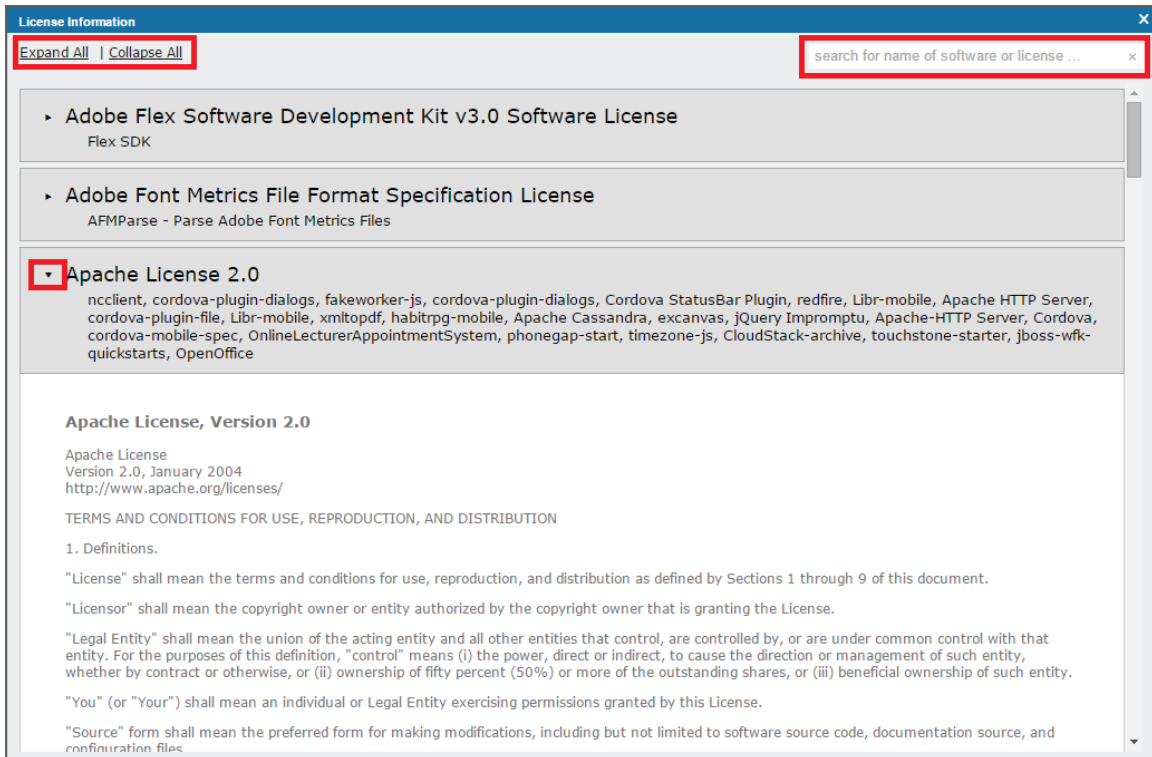 License Information X
Expand All | Collapse All
search for name of software or license ... ×
Adobe Flex Software Development Kit v3.0 Software License
Flex SDK
Adobe Font Metrics File Format Specification License
AFMParse - Parse Adobe Font Metrics Files
Apache License 2.0
ncclient, cordova-plugin-dialogs, fakeworker-js, cordova-plugin-dialogs, Cordova StatusBar Plugin, redfire, Libr-mobile, Apache HTTP Server,
cordova-plugin-file, Libr-mobile, xmltopdf, habitrpg-mobile, Apache Cassandra, excanvas, jQuery Impromptu, Apache-HTTP Server, Cordova,
cordova-mobile-spec, OnlineLecturerAppointmentSystem, phonegap-start, timezone-js, CloudStack-archive, touchstone-starter, jboss-wfk-
quickstarts, OpenOffice
Apache License, Version 2.0
Apache License
Version 2.0, January 2004
http://www.apache.org/licenses/
TERMS AND CONDITIONS FOR USE, REPRODUCTION, AND DISTRIBUTION
1. Definitions.
"License" shall mean the terms and conditions for use, reproduction, and distribution as defined by Sections 1 through 9 of this document.
"Licensor" shall mean the copyright owner or entity authorized by the copyright owner that is granting the License.
"Legal Entity" shall mean the union of the acting entity and all other entities that control, are controlled by, or are under common control with that
entity. For the purposes of this definition, "control" means (i) the power, direct or indirect, to cause the direction or management of such entity,
whether by contract or otherwise, or (ii) ownership of fifty percent (50%) or more of the outstanding shares, or (iii) beneficial ownership of such entity.
"You" (or "Your") shall mean an individual or Legal Entity exercising permissions granted by this License.
"Source" form shall mean the preferred form for making modifications, including but not limited to software source code, documentation source, and
configuration files.